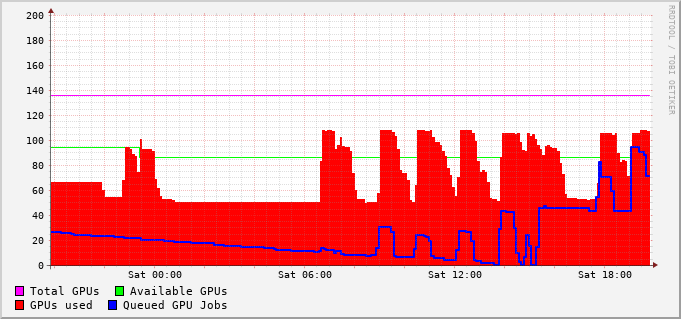 200
180
160
140
120
100
80
60
40
20
0
Sat 00:00 Sat 06:00 Sat 12:00 Sat 18:00
Total GPUs Available GPUs
GPUs used Queued GPU Jobs
RRDTOOL / TOBI OETIKER